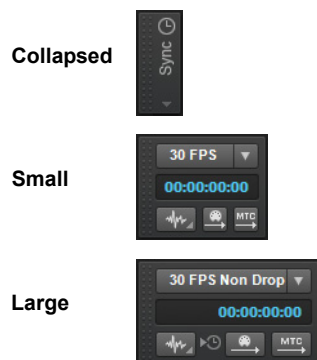 Collapsed
Sync
Small
30 FPS
00:00:00:00
MTC
Large
30 FPS Non Drop
00:00:00:00
MTC